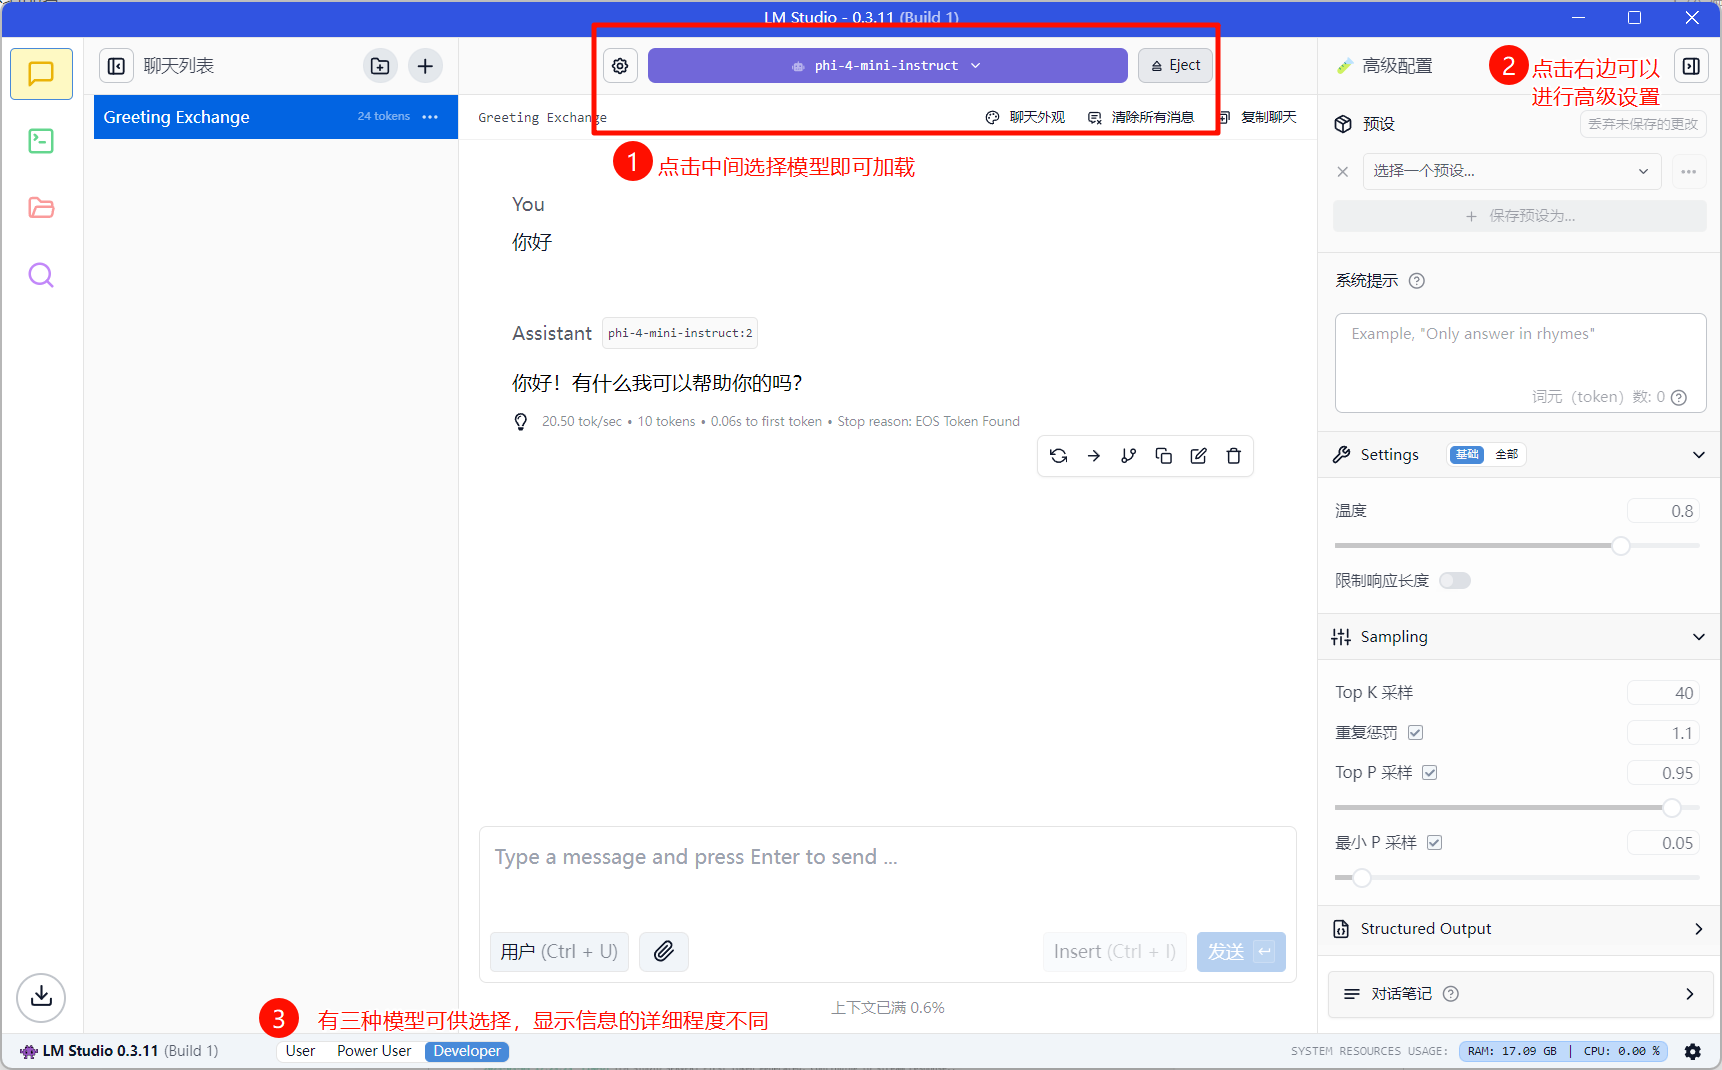 LM Studio - 0.3.11 (Build 1)
聊天列表
phi-4-mini-instruct
Eject
高级配置
2
点击右边可以
进行高级设置
Greeting Exchange
24 tokens
Greeting Exchange
聊天外观
清除所有消息
复制聊天
预设
丢弃未保存的更改
1
点击中间选择模型即可加载
选择一个预设...
+ 保存预设为...
You
你好
系统提示
Example, "Only answer in rhymes"
词元（token）数: 0
Assistant
phi-4-mini-instruct:2
你好！有什么我可以帮助你的吗？
20.50 tok/sec • 10 tokens • 0.06s to first token • Stop reason: EOS Token Found
Settings
基础
全部
温度
0.8
限制响应长度
Sampling
Top K 采样
40
重复惩罚
1.1
Top P 采样
0.95
最小 P 采样
0.05
Structured Output
对话笔记
Type a message and press Enter to send ...
用户 (Ctrl + U)
Insert (Ctrl + I)
发送
上下文已满 0.6%
3
有三种模型可供选择，显示信息的详细程度不同
LM Studio 0.3.11 (Build 1)
User
Power User
Developer
SYSTEM RESOURCES USAGE:
RAM: 17.09 GB | CPU: 0.00 %